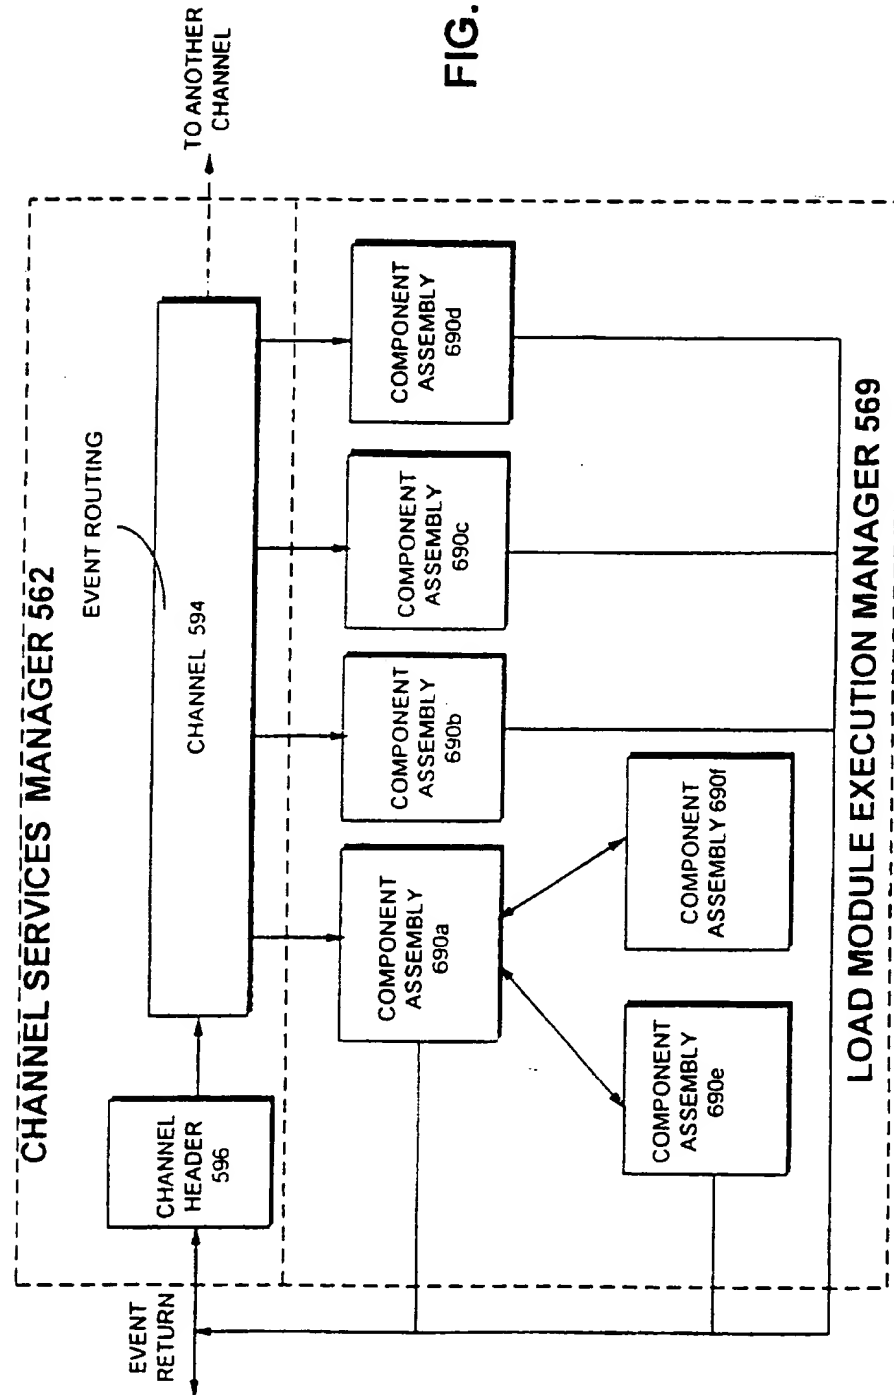 CHANNEL SERVICES MANAGER 562
EVENT ROUTING
TO ANOTHER
CHANNEL
EVENT
RETURN
CHANNEL
HEADER
596
CHANNEL 594
COMPONENT
ASSEMBLY
690a
COMPONENT
ASSEMBLY
690b
COMPONENT
ASSEMBLY
690c
COMPONENT
ASSEMBLY
690d
COMPONENT
ASSEMBLY
690e
COMPONENT
ASSEMBLY 690f
LOAD MODULE EXECUTION MANAGER 569
FIG.